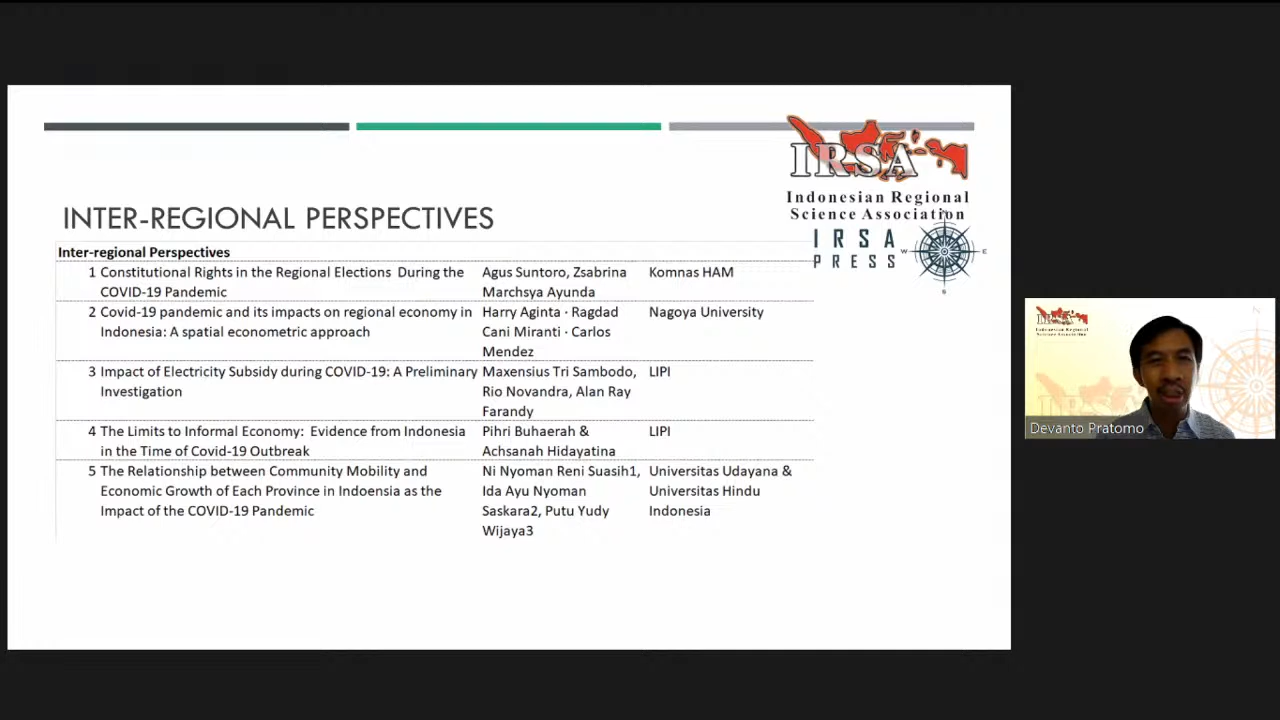 IRSA
Indonesian Regional
Science Association
IRSA
PRESS
W
E
S
INTER-REGIONAL PERSPECTIVES
Inter-regional Perspectives
1 Constitutional Rights in the Regional Elections During the
COVID-19 Pandemic
Agus Suntoro, Zsabrina
Marchsya Ayunda
Komnas HAM
2 Covid-19 pandemic and its impacts on regional economy in
Indonesia: A spatial econometric approach
Harry Aginta · Ragdad
Cani Miranti · Carlos
Mendez
Nagoya University
3 Impact of Electricity Subsidy during COVID-19: A Preliminary
Investigation
Maxensius Tri Sambodo,
Rio Novandra, Alan Ray
Farandy
LIPI
4 The Limits to Informal Economy: Evidence from Indonesia
in the Time of Covid-19 Outbreak
Pihri Buhaerah &
Achsanah Hidayatina
LIPI
5 The Relationship between Community Mobility and
Economic Growth of Each Province in Indoensia as the
Impact of the COVID-19 Pandemic
Ni Nyoman Reni Suasih1,
Ida Ayu Nyoman
Saskara2, Putu Yudy
Wijaya3
Universitas Udayana &
Universitas Hindu
Indonesia
IRSA
Indonesian Regional
Science Association
N
Devanto Pratomo